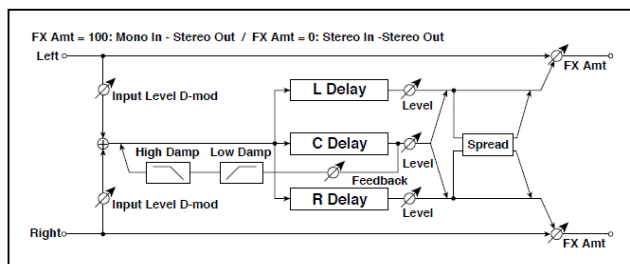 FX Amt = 100: Mono In - Stereo Out / FX Amt = 0: Stereo In -Stereo Out
Left
FX Amt
Input Level D-mod
L Delay
Level
High Damp
Low Damp
C Delay
Level
Spread
Feedback
R Delay
Level
Input Level D-mod
Right
FX Amt